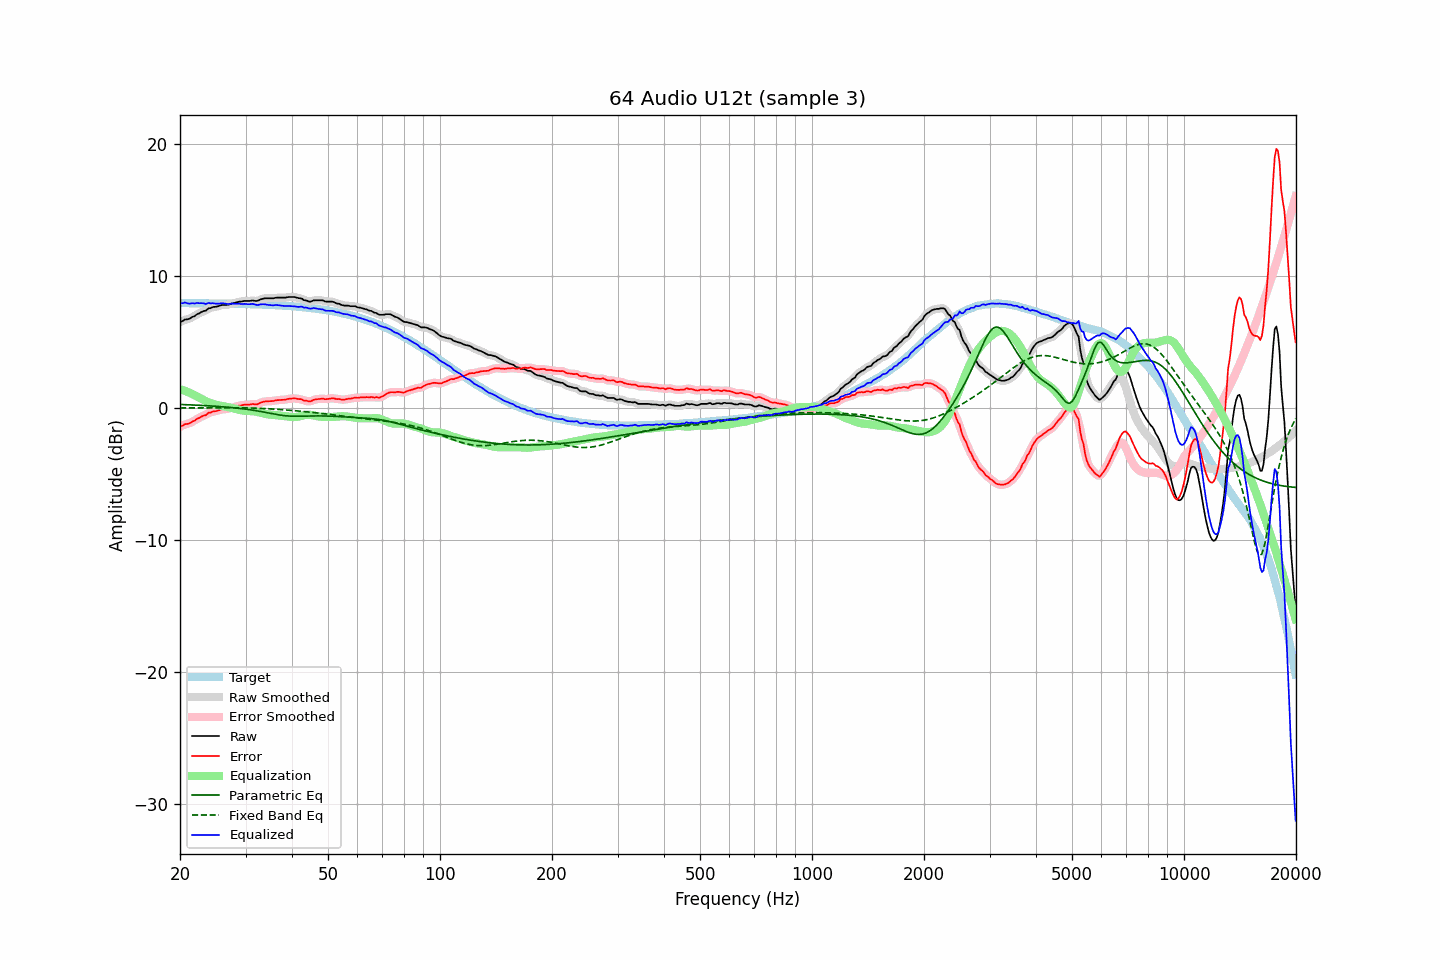 64 Audio U12t (sample 3)
Amplitude (dBr)
20
10
0
−10
−20
−30
Target
Raw Smoothed
Error Smoothed
Raw
Error
Equalization
Parametric Eq
Fixed Band Eq
Equalized
20 50 100 200 500 1000 2000 5000 10000 20000
Frequency (Hz)